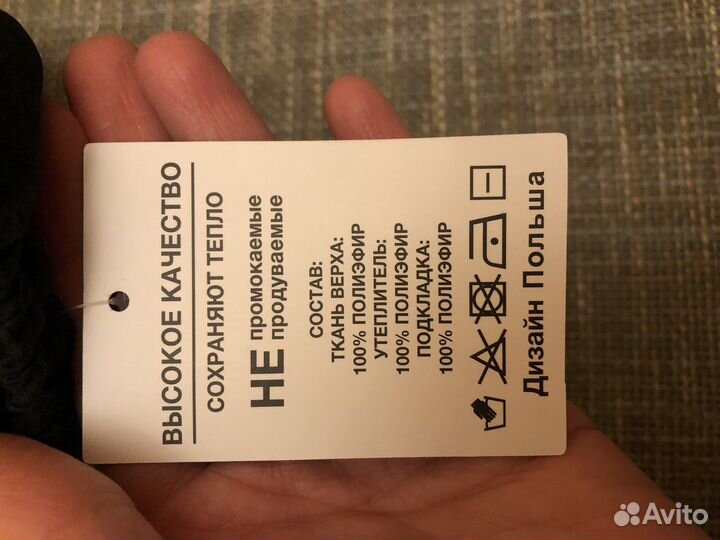 ВЫСОКОЕ КАЧЕСТВО
СОХРАНЯЮТ ТЕПЛО
НЕ промокаемые
продуваемые
СОСТАВ:
ТКАНЬ ВЕРХА:
100% ПОЛИЭФИР
УТЕПЛИТЕЛЬ:
100% ПОЛИЭФИР
ПОДКЛАДКА:
100% ПОЛИЭФИР
Дизайн Польша
Avito